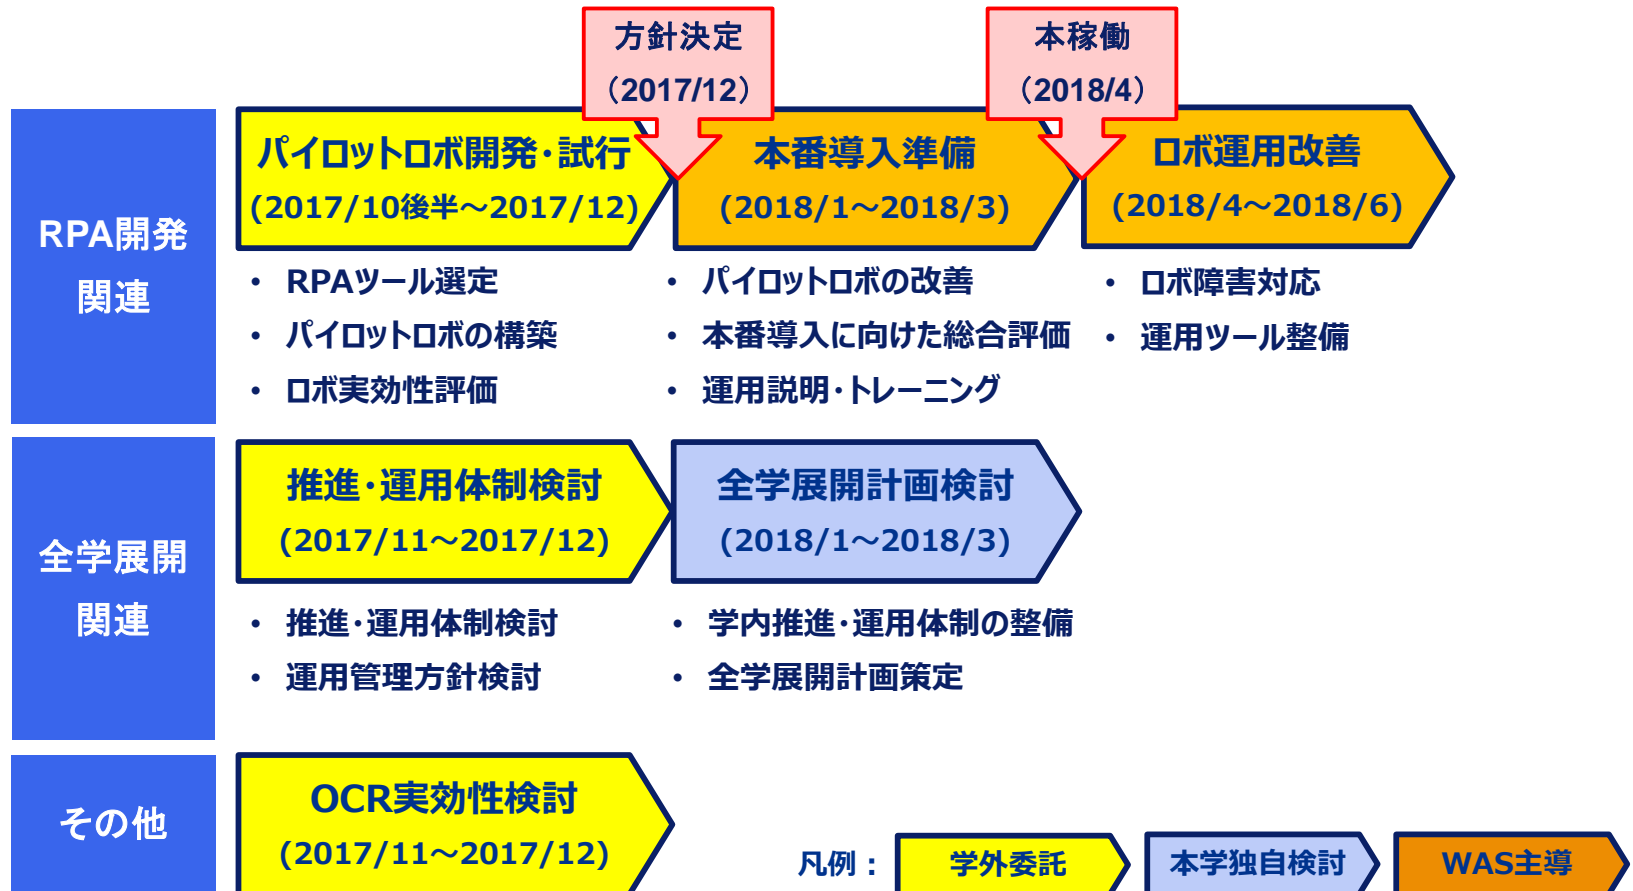 方針決定
（2017/12）
本稼働
（2018/4）
RPA開発
関連
パイロットロボ開発･試行
(2017/10後半～2017/12)
本番導入準備
(2018/1～2018/3)
ロボ運用改善
(2018/4～2018/6)
• RPAツール選定
• パイロットロボの構築
• ロボ実効性評価
• パイロットロボの改善
• 本番導入に向けた総合評価
• 運用説明･トレーニング
• ロボ障害対応
• 運用ツール整備
全学展開
関連
推進･運用体制検討
(2017/11～2017/12)
全学展開計画検討
(2018/1～2018/3)
• 推進･運用体制検討
• 運用管理方針検討
• 学内推進･運用体制の整備
• 全学展開計画策定
その他
OCR実効性検討
(2017/11～2017/12)
凡例：
学外委託
本学独自検討
WAS主導